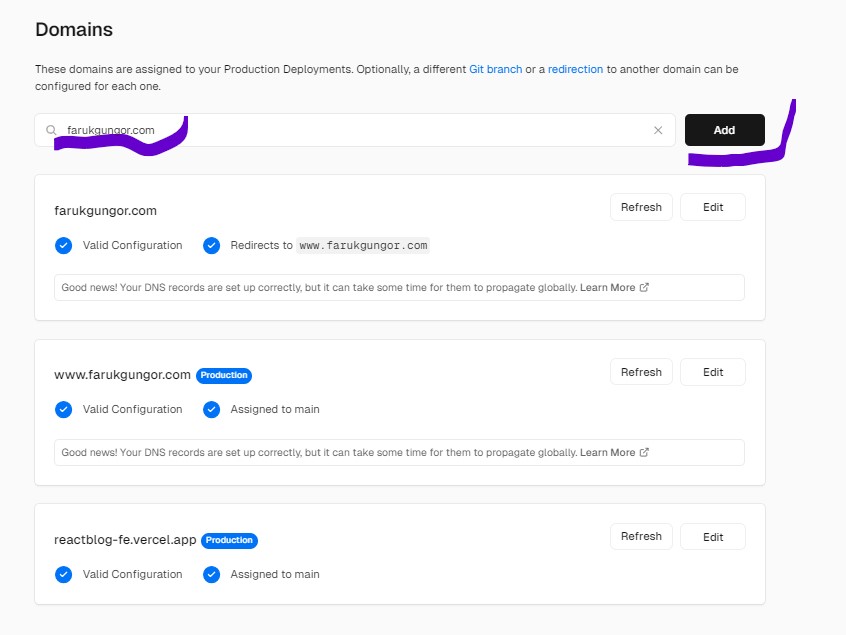 Domains
These domains are assigned to your Production Deployments. Optionally, a different Git branch or a redirection to another domain can be
configured for each one.
farukgungor.com
Add
farukgungor.com
Refresh
Edit
Valid Configuration
Redirects to www.farukgungor.com
Good news! Your DNS records are set up correctly, but it can take some time for them to propagate globally. Learn More
www.farukgungor.com Production
Refresh
Edit
Valid Configuration
Assigned to main
Good news! Your DNS records are set up correctly, but it can take some time for them to propagate globally. Learn More
reactblog-fe.vercel.app Production
Refresh
Edit
Valid Configuration
Assigned to main